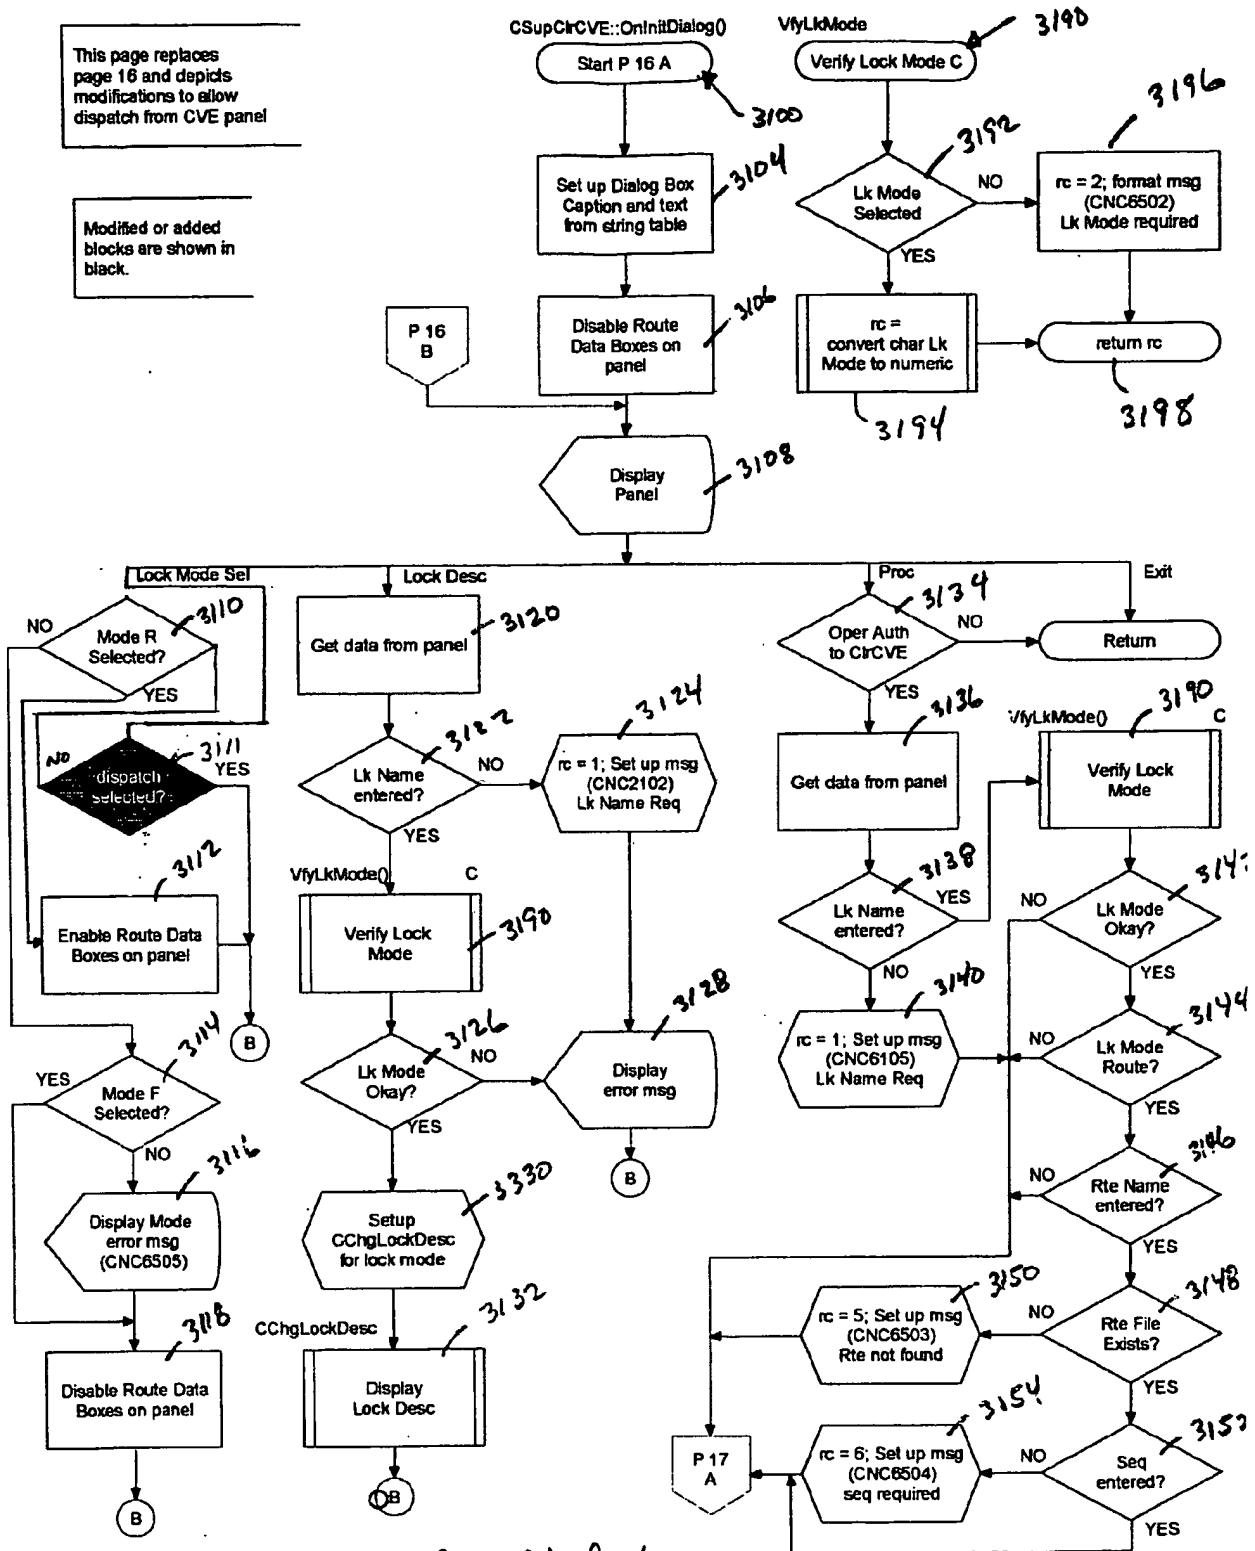 This page replaces
page 16 and depicts
modifications to allow
dispatch from CVE panel
Modified or added
blocks are shown in
black.
CSupClrCVE::OnInitDialog()
Start P 16 A
3100
Set up Dialog Box
Caption and text
from string table
3104
Disable Route
Data Boxes on
panel
3106
P 16
B
Display
Panel
3108
VfyLkMode
3190
Verify Lock Mode C
Lk Mode
Selected
3192
NO
YES
3196
rc = 2; format msg
(CNC6502)
Lk Mode required
rc =
convert char Lk
Mode to numeric
3194
return rc
3198
Lock Mode Sel
Lock Desc
Proc
Exit
NO
Mode R
Selected?
3110
YES
NO
dispatch
selected?
3111
YES
3112
Enable Route Data
Boxes on panel
B
3114
YES
Mode F
Selected?
NO
3116
Display Mode
error msg
(CNC6505)
3118
Disable Route Data
Boxes on panel
B
Get data from panel
3120
3122
Lk Name
entered?
NO
YES
3124
rc = 1; Set up msg
(CNC2102)
Lk Name Req
VfyLkMode()
C
Verify Lock
Mode
3190
3126
Lk Mode
Okay?
NO
YES
3128
Display
error msg
B
3330
Setup
CChgLockDesc
for lock mode
3132
CChgLockDesc
Display
Lock Desc
B
3134
Oper Auth
to ClrCVE
NO
YES
Return
3136
Get data from panel
3138
Lk Name
entered?
YES
NO
3140
rc = 1; Set up msg
(CNC6105)
Lk Name Req
3190
VfyLkMode()
C
Verify Lock
Mode
314
NO
Lk Mode
Okay?
YES
3144
NO
Lk Mode
Route?
YES
3146
NO
Rte Name
entered?
YES
3148
NO
Rte File
Exists?
YES
3150
rc = 5; Set up msg
(CNC6503)
Rte not found
3154
rc = 6; Set up msg
(CNC6504)
seq required
P 17
A
315
NO
Seq
entered?
YES